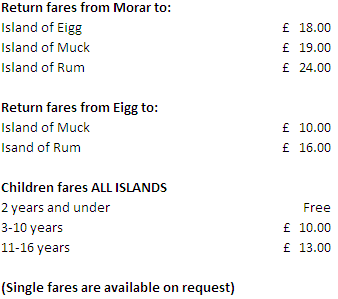 Return fares from Morar to:
Island of Eigg £ 18.00
Island of Muck £ 19.00
Island of Rum £ 24.00
Return fares from Eigg to:
Island of Muck £ 10.00
Isand of Rum £ 16.00
Children fares ALL ISLANDS
2 years and under Free
3-10 years £ 10.00
11-16 years £ 13.00
(Single fares are available on request)